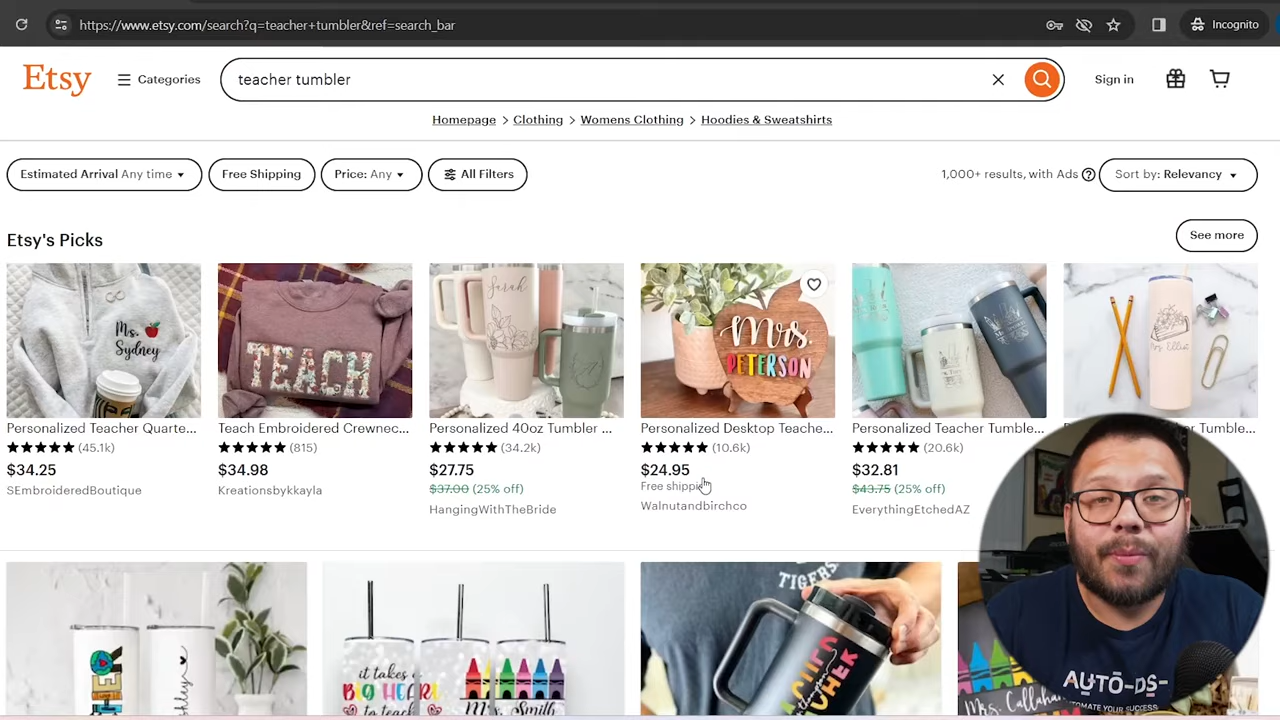 https://www.etsy.com/search?q=teacher+tumbler&ref=search_bar
Incognito
Etsy
Categories
teacher tumbler
Sign in
Homepage > Clothing > Womens Clothing > Hoodies & Sweatshirts
Estimated Arrival Any time
Free Shipping
Price: Any
All Filters
1,000+ results, with Ads
Sort by: Relevancy
Etsy's Picks
See more
Ms. Sydney
TEACH
Sarah
Mrs. PETERSON
Personalized Teacher Quarte...
Teach Embroidered Crewnec...
Personalized 40oz Tumbler ...
Personalized Desktop Teache...
Personalized Teacher Tumble...
Tumble...
(45.1k)
(815)
(34.2k)
(10.6k)
(20.6k)
$34.25
$34.98
$27.75
$24.95
$32.81
SEmbroideredBoutique
Kreationsbykkayla
$37.00 (25% off)
Free shipping
$43.75 (25% off)
HangingWithTheBride
Walnutandbirchco
EverythingEtchedAZ
TIGERS
it takes a
BIG HEART
to teach
Mrs. Smith
Mrs. Callahan
AUTO-DS-
AUTOMATE YOUR SUCCESS